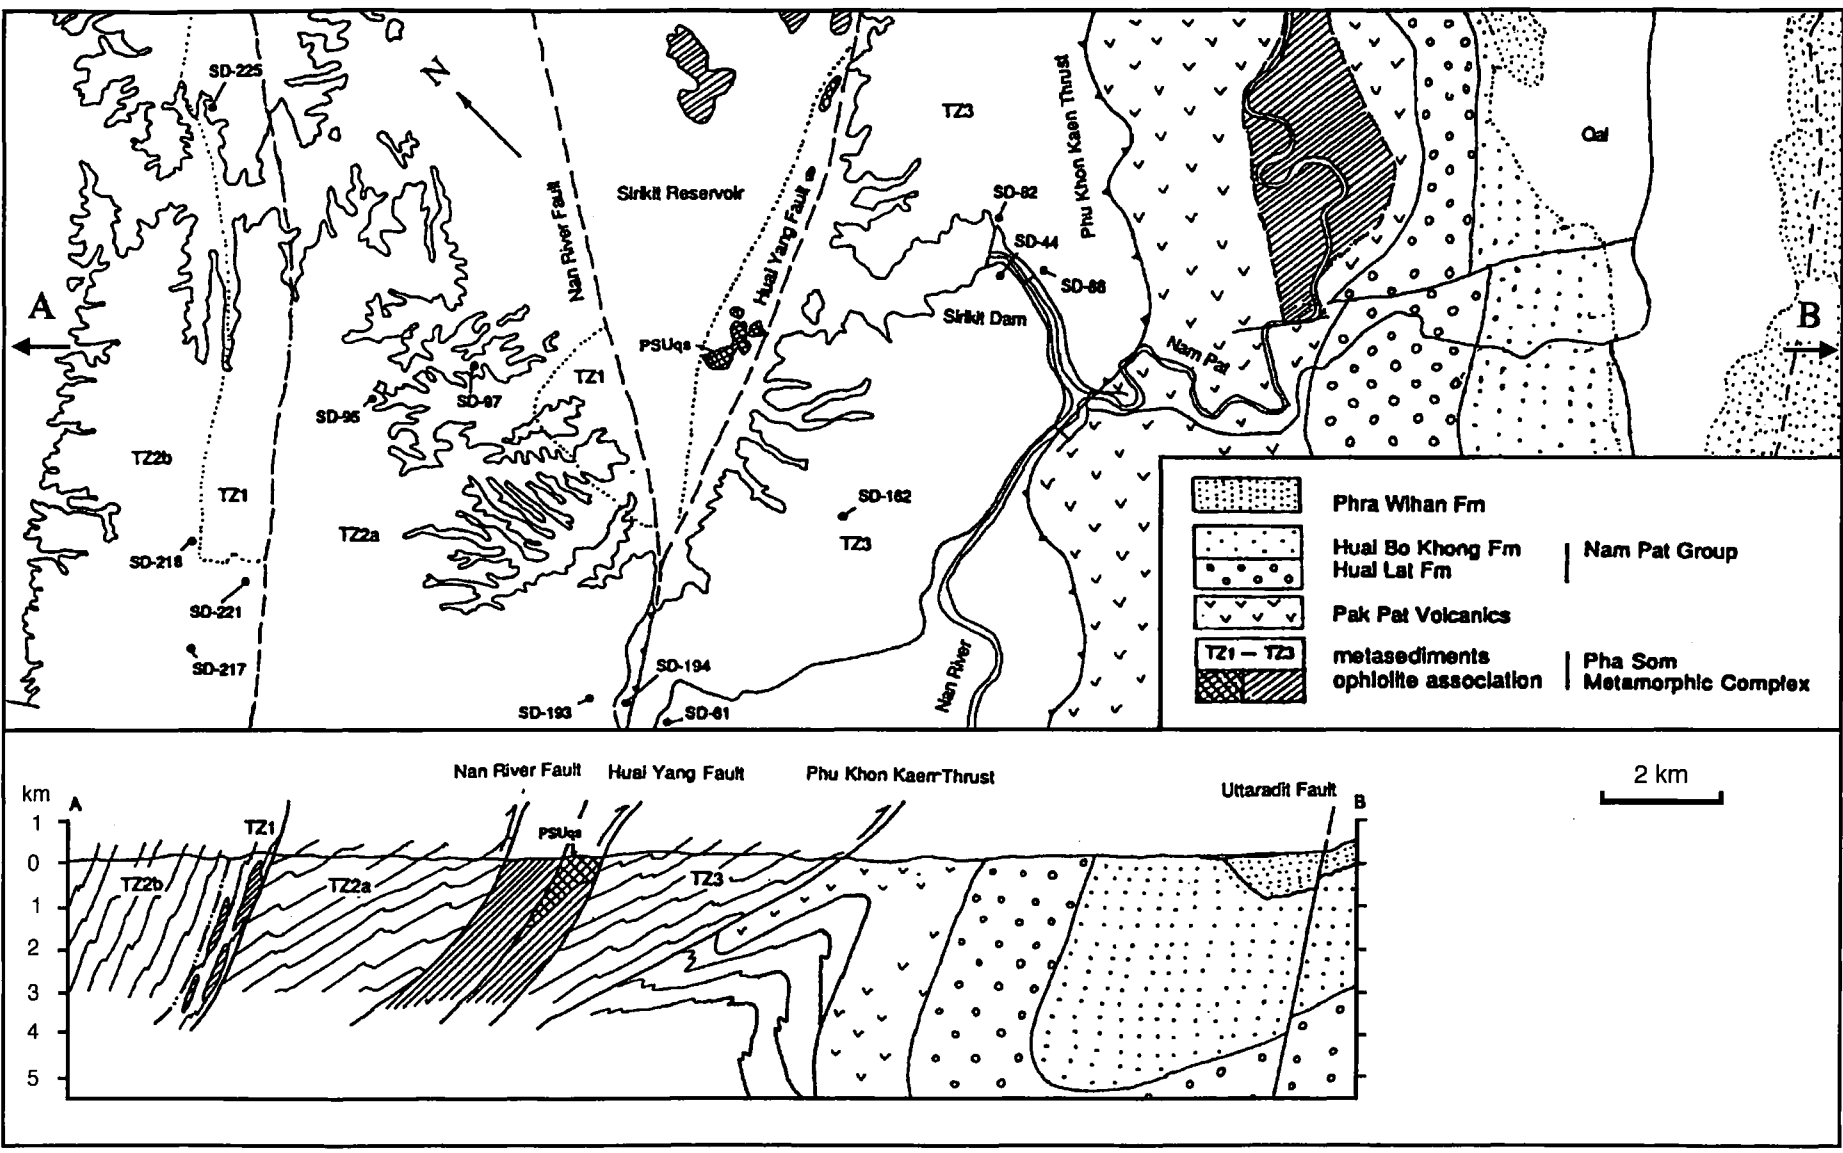 SD-225
N
TZ3
Phu Khon Kaen Thrust
Qal
Sirikit Reservoir
Nan River Fault
Huai Yang Fault
SD-82
SD-44
SD-88
Sirikit Dam
A
B
PSUqs
Nam Pat
TZ1
SD-95
SD-97
TZ2b
TZ1
SD-162
TZ2a
TZ3
SD-218
SD-221
SD-217
SD-194
SD-193
SD-61
Nan River
Phra Wihan Fm
Huai Bo Khong Fm
Nam Pat Group
Huai Lat Fm
Pak Pat Volcanics
TZ1 — TZ3
metasediments
Pha Som
ophiolite association
Metamorphic Complex
Nan River Fault
Huai Yang Fault
Phu Khon Kaen Thrust
2 km
Uttaradit Fault
km
A
B
1
TZ1
PSUqs
0
TZ2b
TZ2a
TZ3
1
2
3
4
5